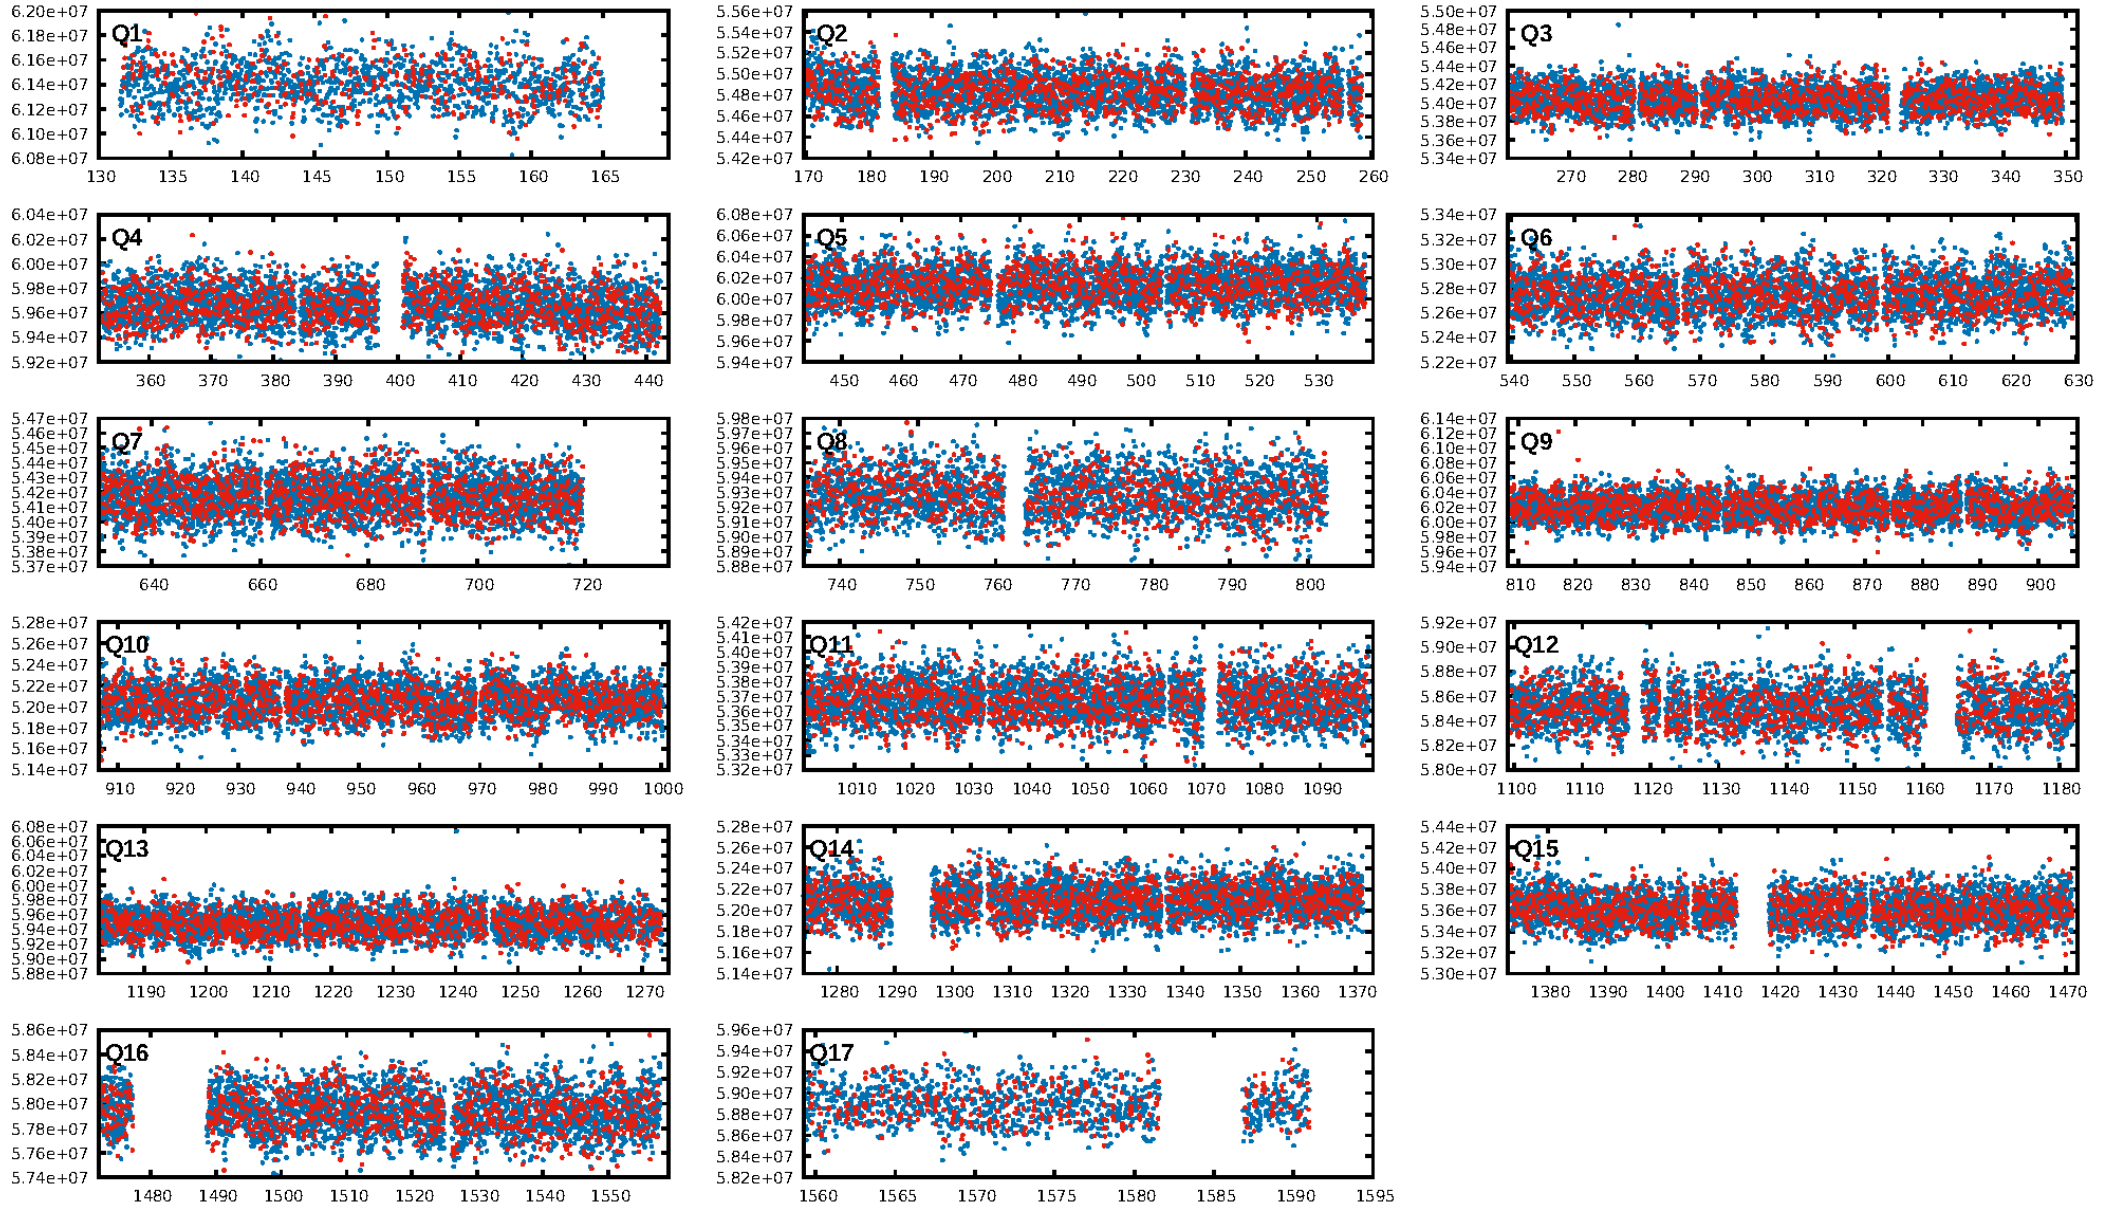 6.20e+07
6.18e+07
6.16e+07
6.14e+07
6.12e+07
6.10e+07
6.08e+07
Q1
130 135 140 145 150 155 160 165
5.56e+07
5.54e+07
5.52e+07
5.50e+07
5.48e+07
5.46e+07
5.44e+07
5.42e+07
Q2
170 180 190 200 210 220 230 240 250 260
5.50e+07
5.48e+07
5.46e+07
5.44e+07
5.42e+07
5.40e+07
5.38e+07
5.36e+07
5.34e+07
Q3
270 280 290 300 310 320 330 340 350
6.04e+07
6.02e+07
6.00e+07
5.98e+07
5.96e+07
5.94e+07
5.92e+07
Q4
360 370 380 390 400 410 420 430 440
6.08e+07
6.06e+07
6.04e+07
6.02e+07
6.00e+07
5.98e+07
5.96e+07
5.94e+07
Q5
450 460 470 480 490 500 510 520 530
5.34e+07
5.32e+07
5.30e+07
5.28e+07
5.26e+07
5.24e+07
5.22e+07
Q6
540 550 560 570 580 590 600 610 620 630
5.47e+07
5.46e+07
5.45e+07
5.44e+07
5.43e+07
5.42e+07
5.41e+07
5.40e+07
5.39e+07
5.38e+07
5.37e+07
Q7
640 660 680 700 720
5.98e+07
5.97e+07
5.96e+07
5.95e+07
5.94e+07
5.93e+07
5.92e+07
5.91e+07
5.90e+07
5.89e+07
5.88e+07
Q8
740 750 760 770 780 790 800
6.14e+07
6.12e+07
6.10e+07
6.08e+07
6.06e+07
6.04e+07
6.02e+07
6.00e+07
5.98e+07
5.96e+07
5.94e+07
Q9
810 820 830 840 850 860 870 880 890 900
5.28e+07
5.26e+07
5.24e+07
5.22e+07
5.20e+07
5.18e+07
5.16e+07
5.14e+07
Q10
910 920 930 940 950 960 970 980 990 1000
5.42e+07
5.41e+07
5.40e+07
5.39e+07
5.38e+07
5.37e+07
5.36e+07
5.35e+07
5.34e+07
5.33e+07
5.32e+07
Q11
1010 1020 1030 1040 1050 1060 1070 1080 1090
5.92e+07
5.90e+07
5.88e+07
5.86e+07
5.84e+07
5.82e+07
5.80e+07
Q12
1100 1110 1120 1130 1140 1150 1160 1170 1180
6.08e+07
6.06e+07
6.04e+07
6.02e+07
6.00e+07
5.98e+07
5.96e+07
5.94e+07
5.92e+07
5.90e+07
5.88e+07
Q13
1190 1200 1210 1220 1230 1240 1250 1260 1270
5.28e+07
5.26e+07
5.24e+07
5.22e+07
5.20e+07
5.18e+07
5.16e+07
5.14e+07
Q14
1280 1290 1300 1310 1320 1330 1340 1350 1360 1370
5.44e+07
5.42e+07
5.40e+07
5.38e+07
5.36e+07
5.34e+07
5.32e+07
5.30e+07
Q15
1380 1390 1400 1410 1420 1430 1440 1450 1460 1470
5.86e+07
5.84e+07
5.82e+07
5.80e+07
5.78e+07
5.76e+07
5.74e+07
Q16
1480 1490 1500 1510 1520 1530 1540 1550
5.96e+07
5.94e+07
5.92e+07
5.90e+07
5.88e+07
5.86e+07
5.84e+07
5.82e+07
Q17
1560 1565 1570 1575 1580 1585 1590 1595